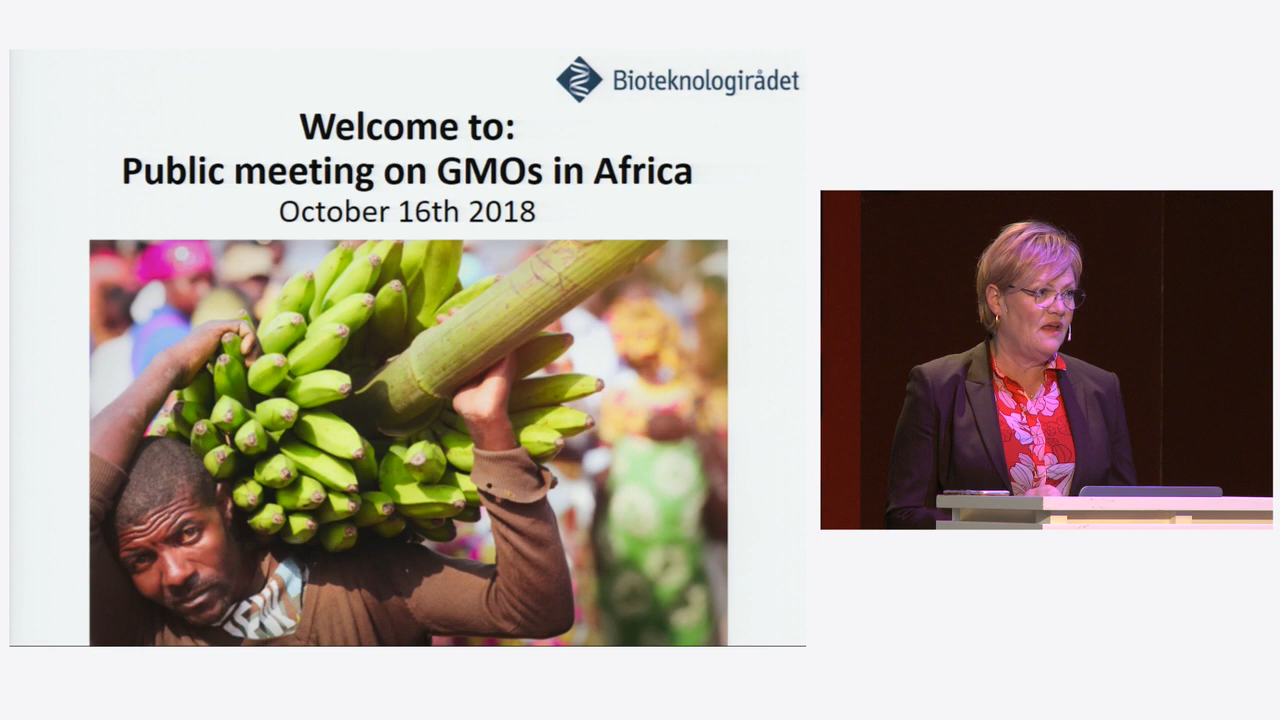 Bioteknologirådet
Welcome to:
Public meeting on GMOs in Africa
October 16th 2018